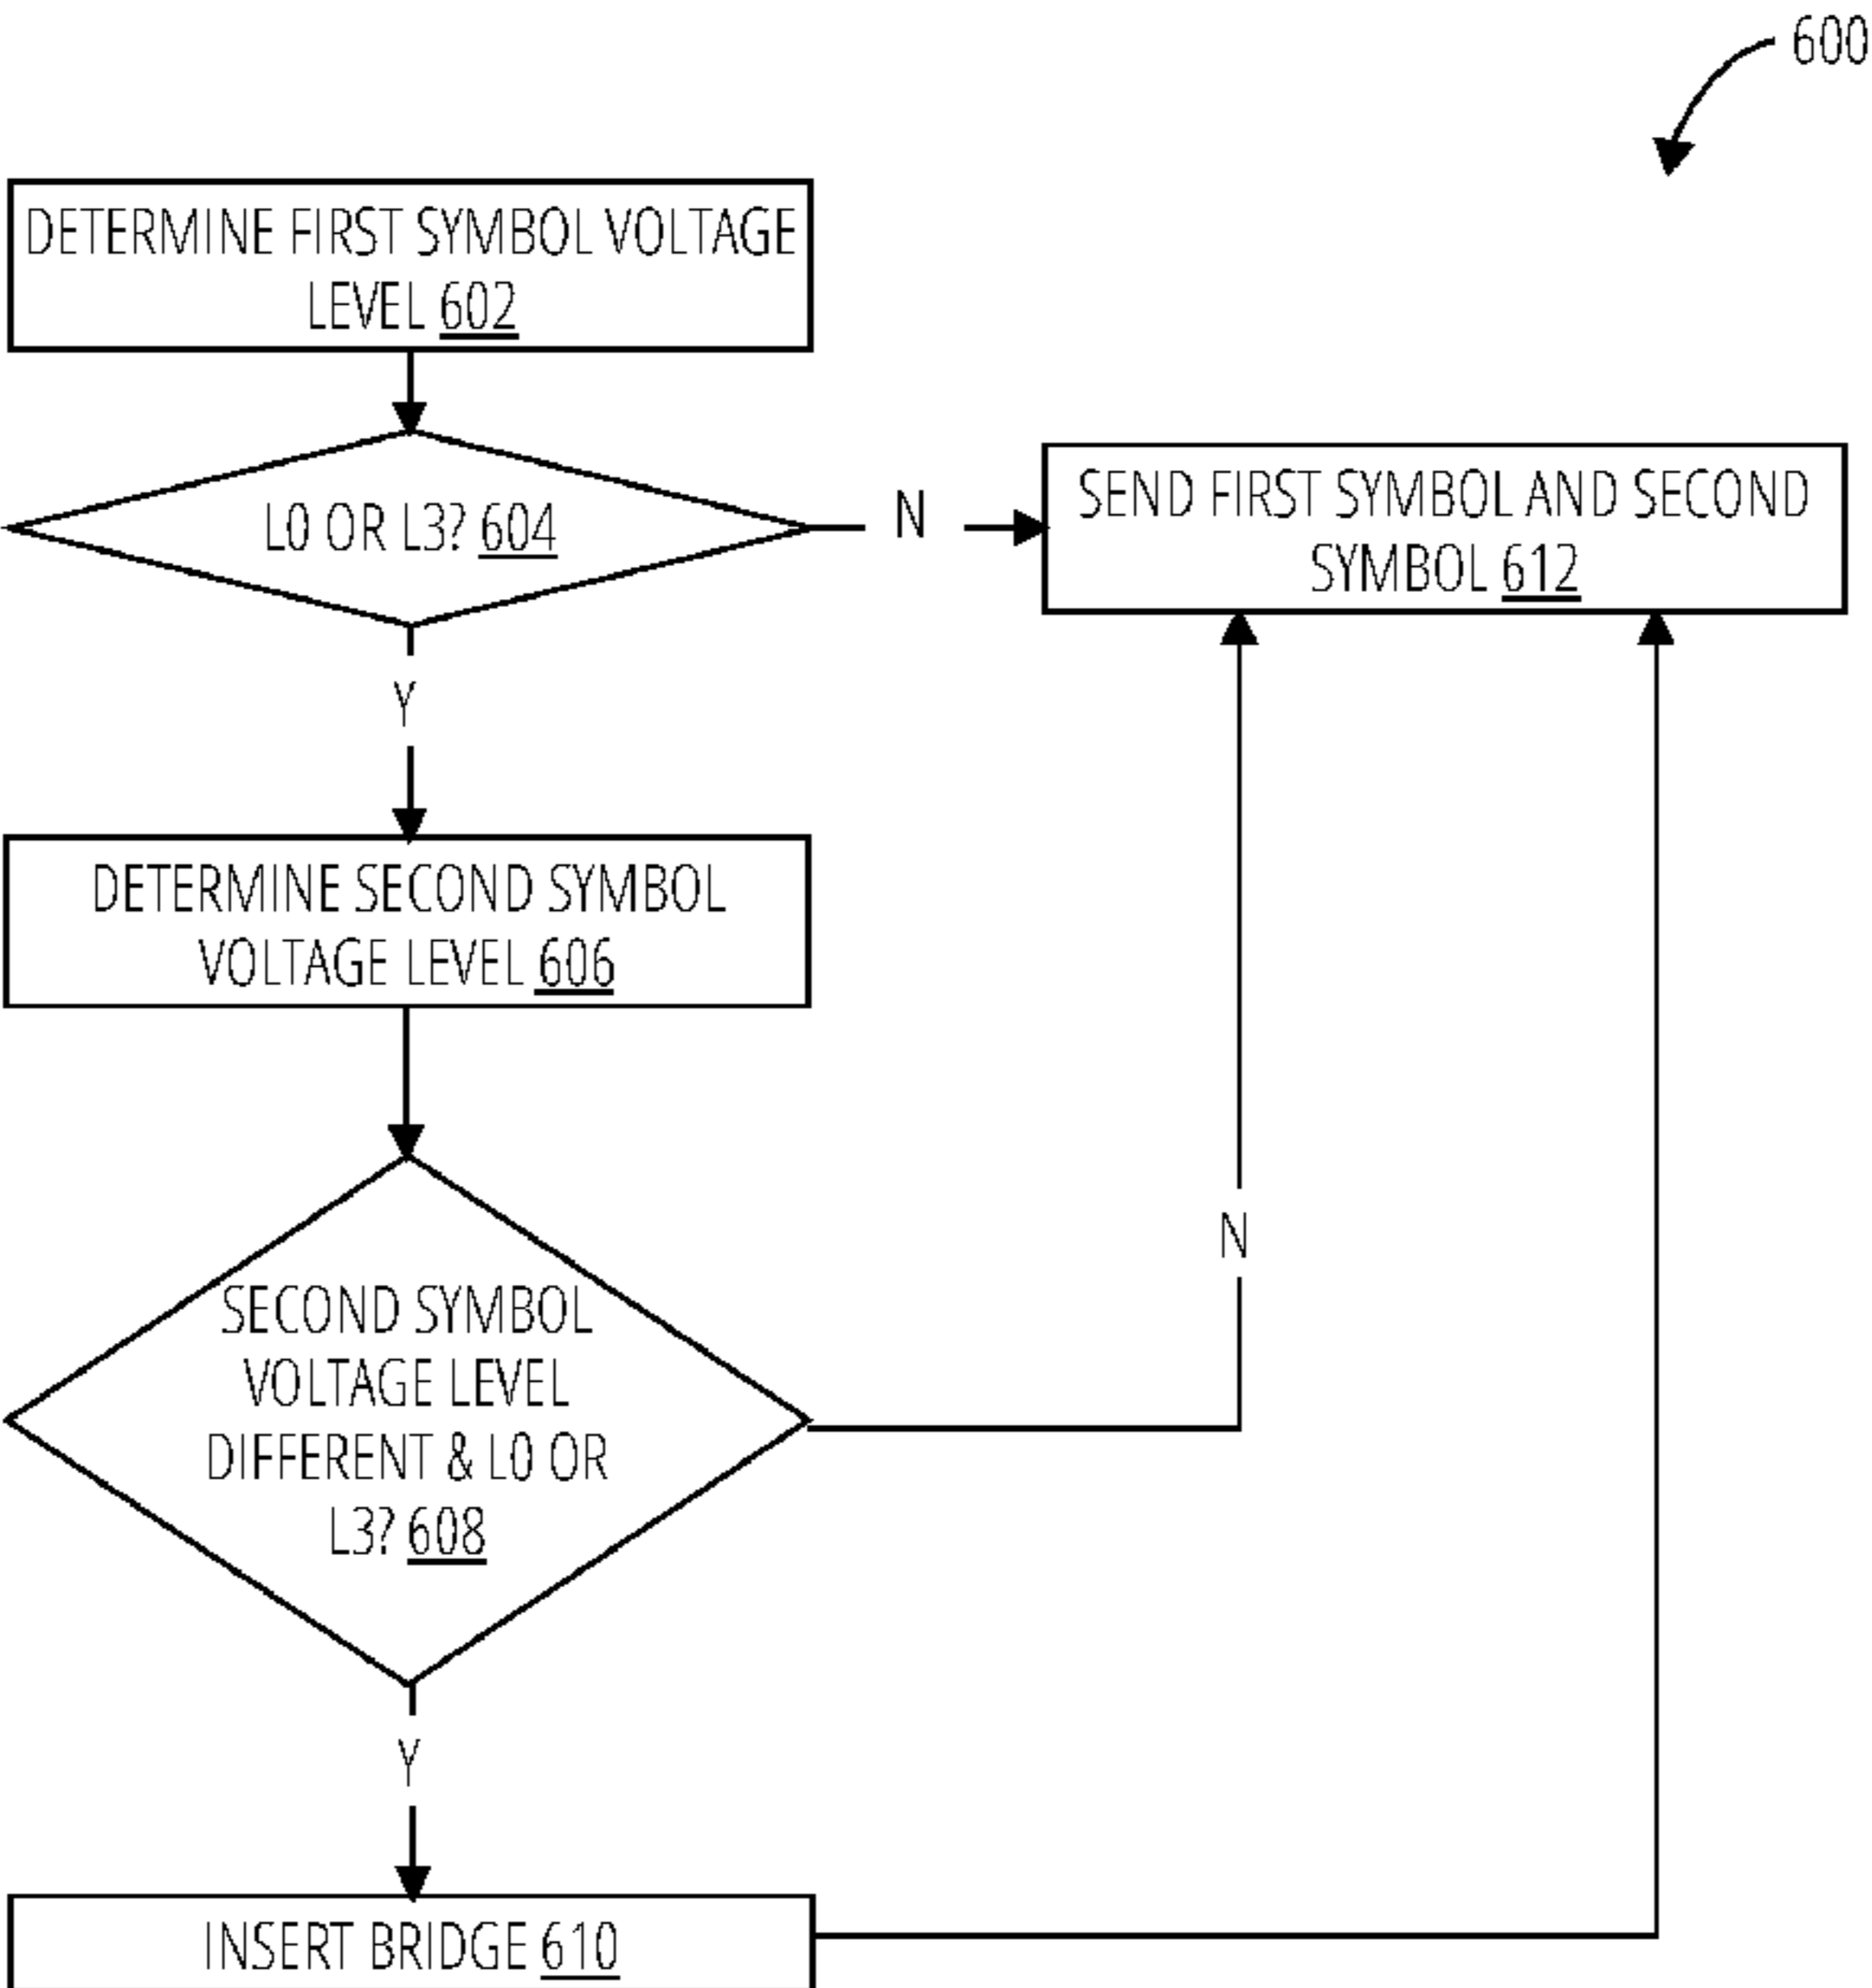 600
DETERMINE FIRST SYMBOL VOLTAGE
LEVEL 602
L0 OR L3? 604
N
SEND FIRST SYMBOL AND SECOND
SYMBOL 612
Y
DETERMINE SECOND SYMBOL
VOLTAGE LEVEL 606
N
SECOND SYMBOL
VOLTAGE LEVEL
DIFFERENT & L0 OR
L3? 608
Y
INSERT BRIDGE 610